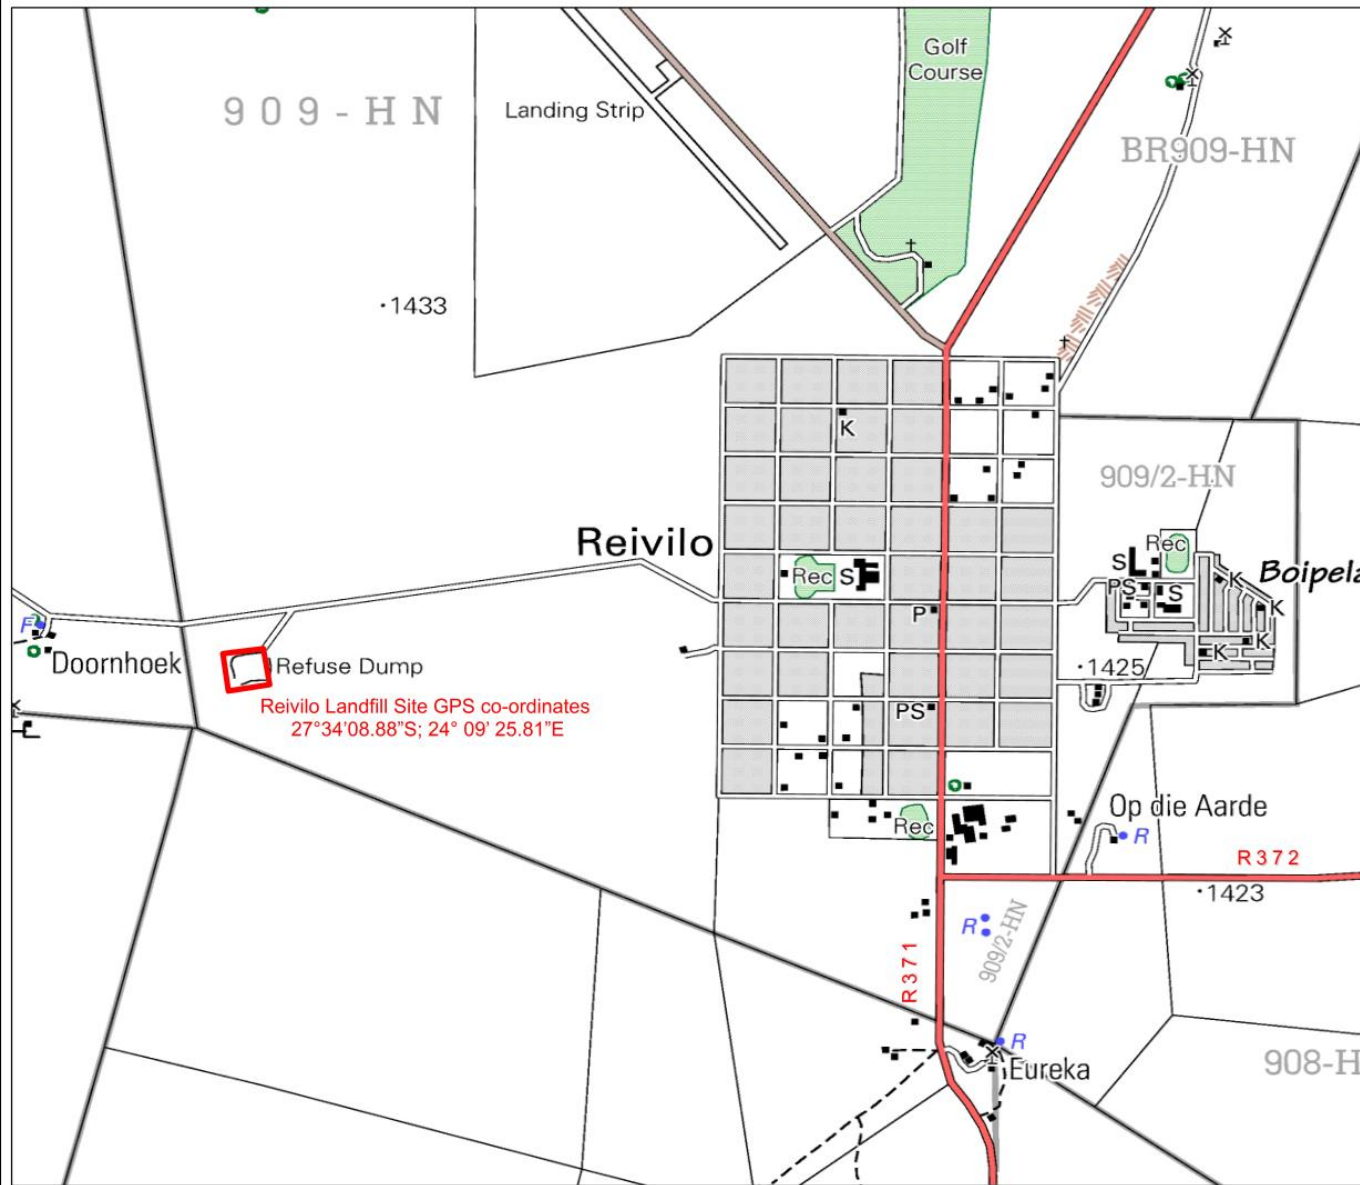 Golf
Course
909-HN
Landing Strip
BR909-HN
·1433
K
909/2-HN
Reivilo
Rec
S
Rec
S
PS
S
K
Boipela
K
K
K
P
F
Doornhoek
Refuse Dump
·1425
Reivilo Landfill Site GPS co-ordinates
27°34'08.88"S; 24° 09' 25.81"E
PS
Op die Aarde
Rec
R
R372
·1423
R
909/2-HN
R371
R
Eureka
908-H